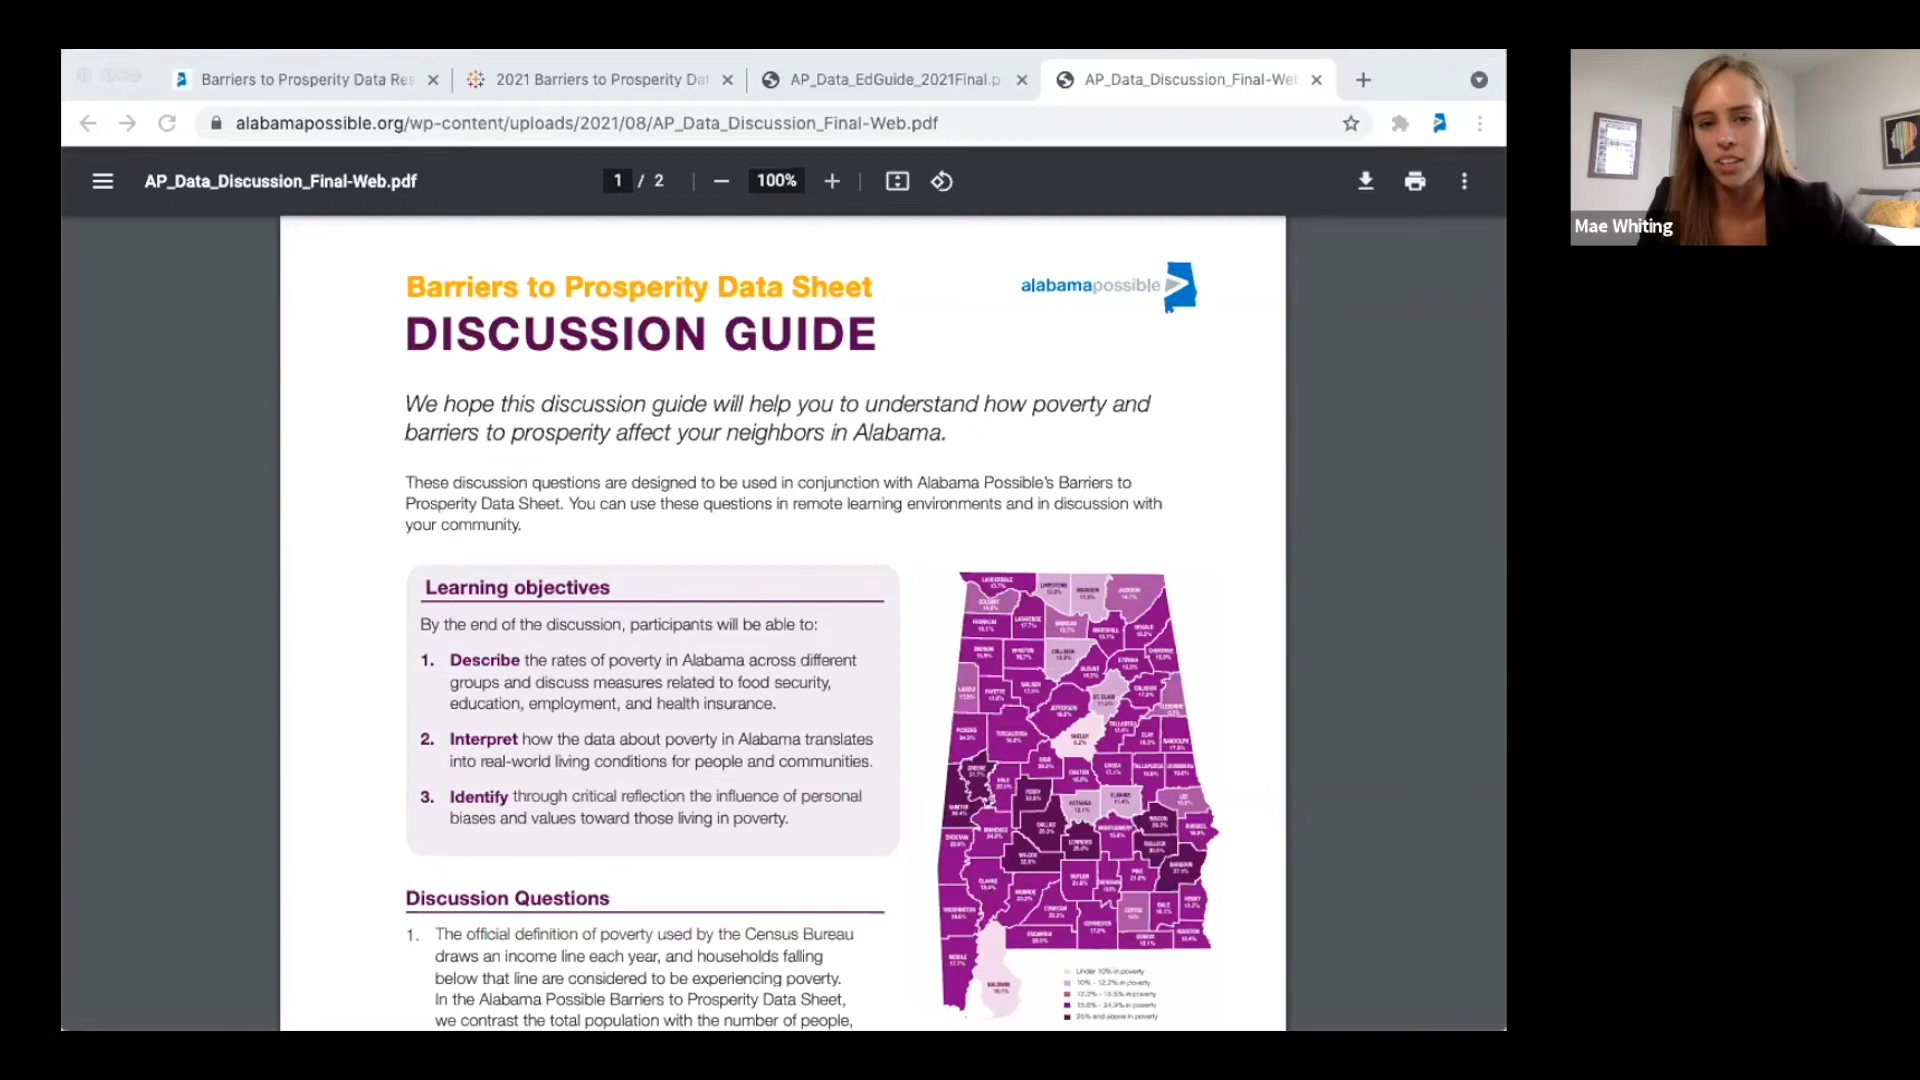 Barriers to Prosperity Data Res
2021 Barriers to Prosperity Dat
AP_Data_EdGuide_2021Final.p
AP_Data_Discussion_Final-Web
alabamapossible.org/wp-content/uploads/2021/08/AP_Data_Discussion_Final-Web.pdf
AP_Data_Discussion_Final-Web.pdf
1 / 2
100%
Mae Whiting
Barriers to Prosperity Data Sheet
alabamapossible
DISCUSSION GUIDE
We hope this discussion guide will help you to understand how poverty and
barriers to prosperity affect your neighbors in Alabama.
These discussion questions are designed to be used in conjunction with Alabama Possible's Barriers to
Prosperity Data Sheet. You can use these questions in remote learning environments and in discussion with
your community.
Learning objectives
By the end of the discussion, participants will be able to:
1. Describe the rates of poverty in Alabama across different
groups and discuss measures related to food security,
education, employment, and health insurance.
2. Interpret how the data about poverty in Alabama translates
into real-world living conditions for people and communities.
3. Identify through critical reflection the influence of personal
biases and values toward those living in poverty.
Discussion Questions
1. The official definition of poverty used by the Census Bureau
draws an income line each year, and households falling
below that line are considered to be experiencing poverty.
In the Alabama Possible Barriers to Prosperity Data Sheet,
we contrast the total population with the number of people,
Under 10% in poverty
25% and above in poverty